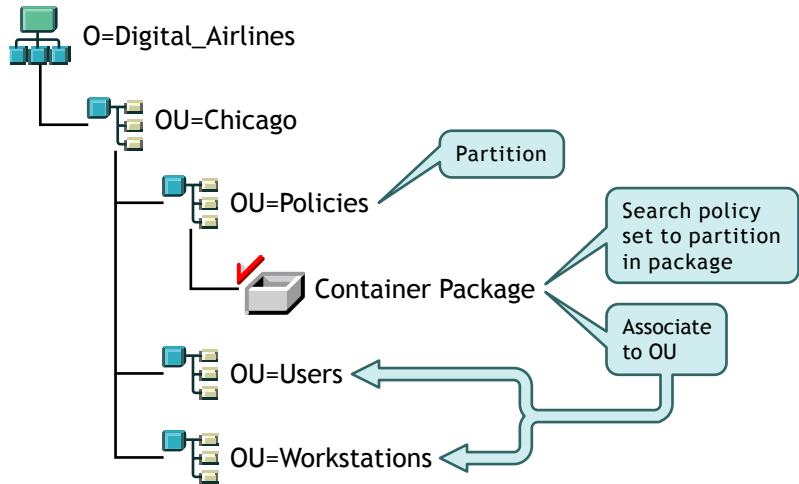 O=Digital_Airlines
OU=Chicago
Partition
OU=Policies
Search policy
set to partition
in package
Container Package
Associate
to OU
OU=Users
OU=Workstations